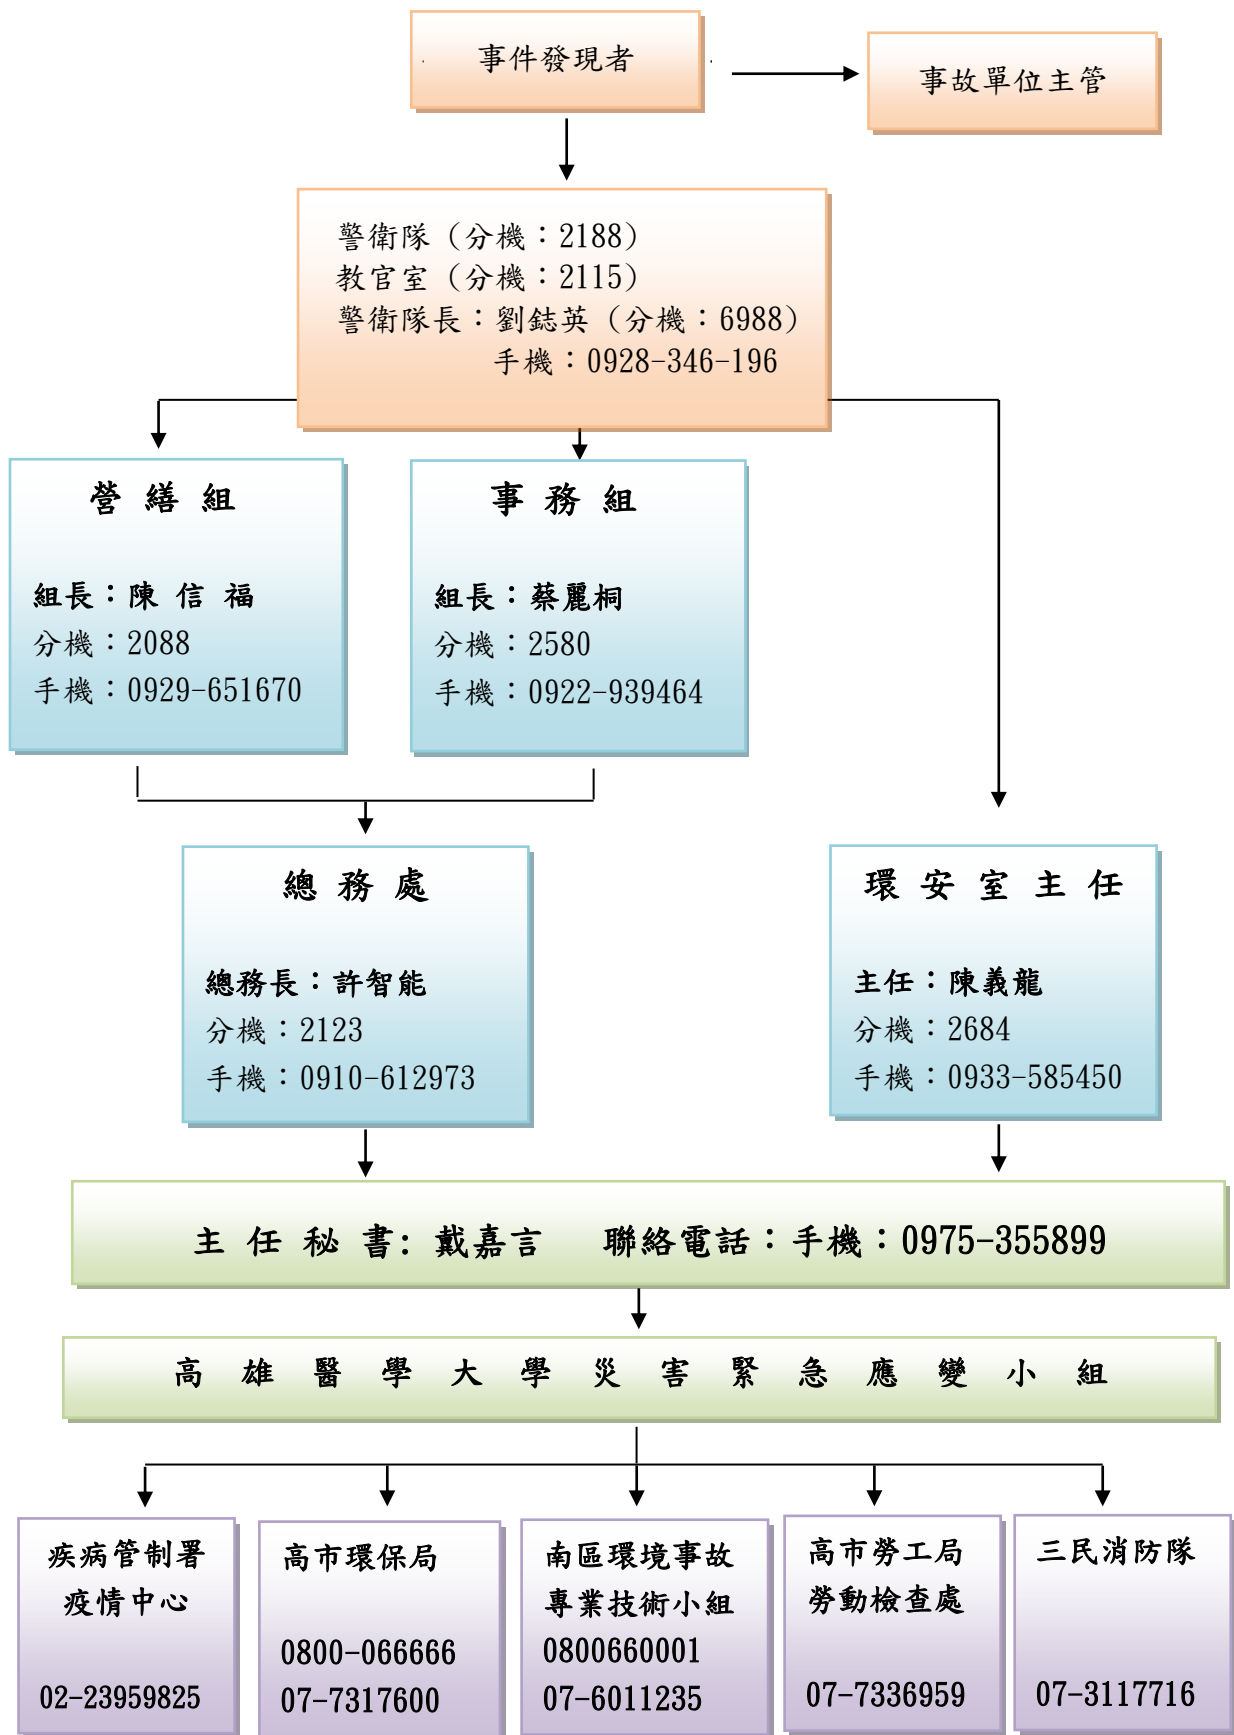 事件發現者
事故單位主管
警衛隊（分機：2188）
教官室（分機：2115）
警衛隊長：劉鋕英（分機：6988）
手機：0928-346-196
營 繕 組
組長：陳 信 福
分機：2088
手機：0929-651670
事 務 組
組長：蔡麗桐
分機：2580
手機：0922-939464
總 務 處
總務長：許智能
分機：2123
手機：0910-612973
環 安 室 主 任
主任：陳義龍
分機：2684
手機：0933-585450
主 任 秘 書: 戴嘉言 聯絡電話：手機：0975-355899
高 雄 醫 學 大 學 災 害 緊 急 應 變 小 組
疾病管制署
疫情中心
02-23959825
高市環保局
0800-066666
07-7317600
南區環境事故
專業技術小組
0800660001
07-6011235
高市勞工局
勞動檢查處
07-7336959
三民消防隊
07-3117716